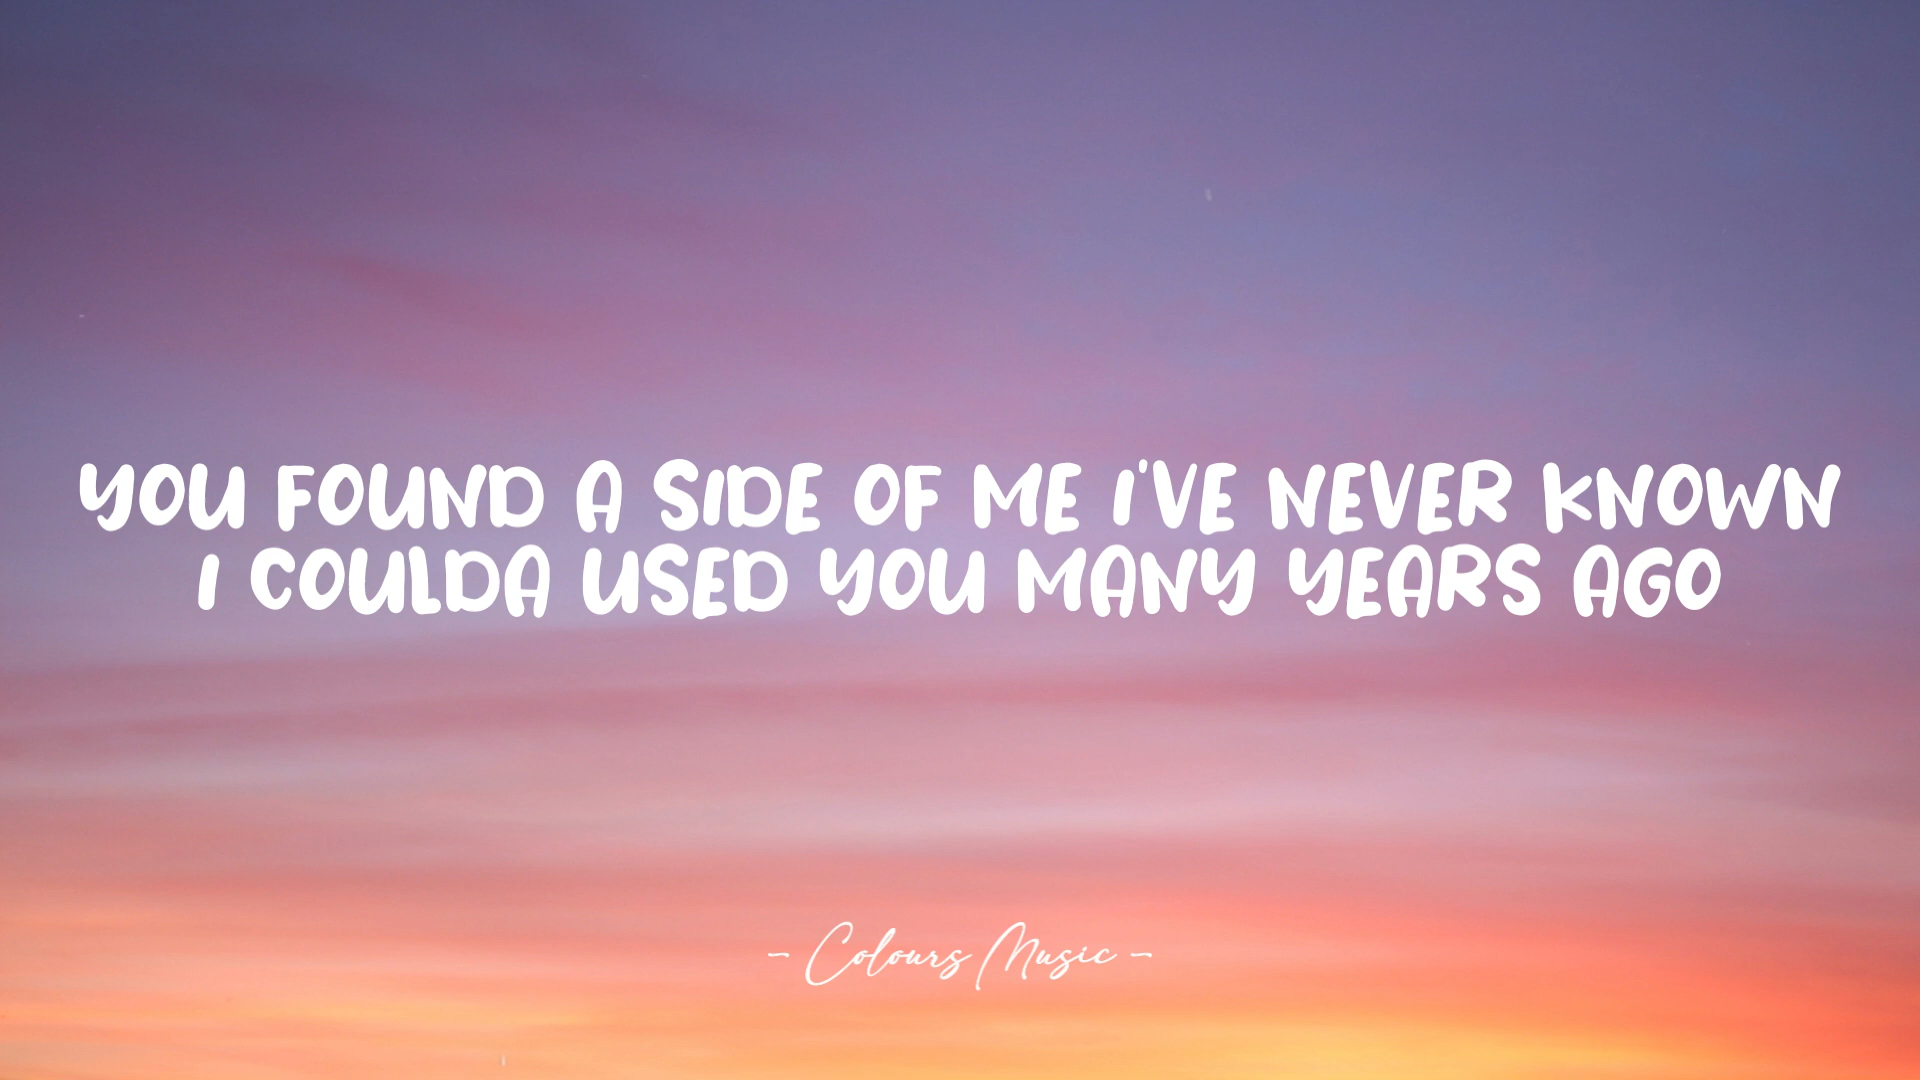 YOU FOUND A SIDE OF ME I'VE NEVER KNOWN
I COULDA USED YOU MANY YEARS AGO
- Colours Music -